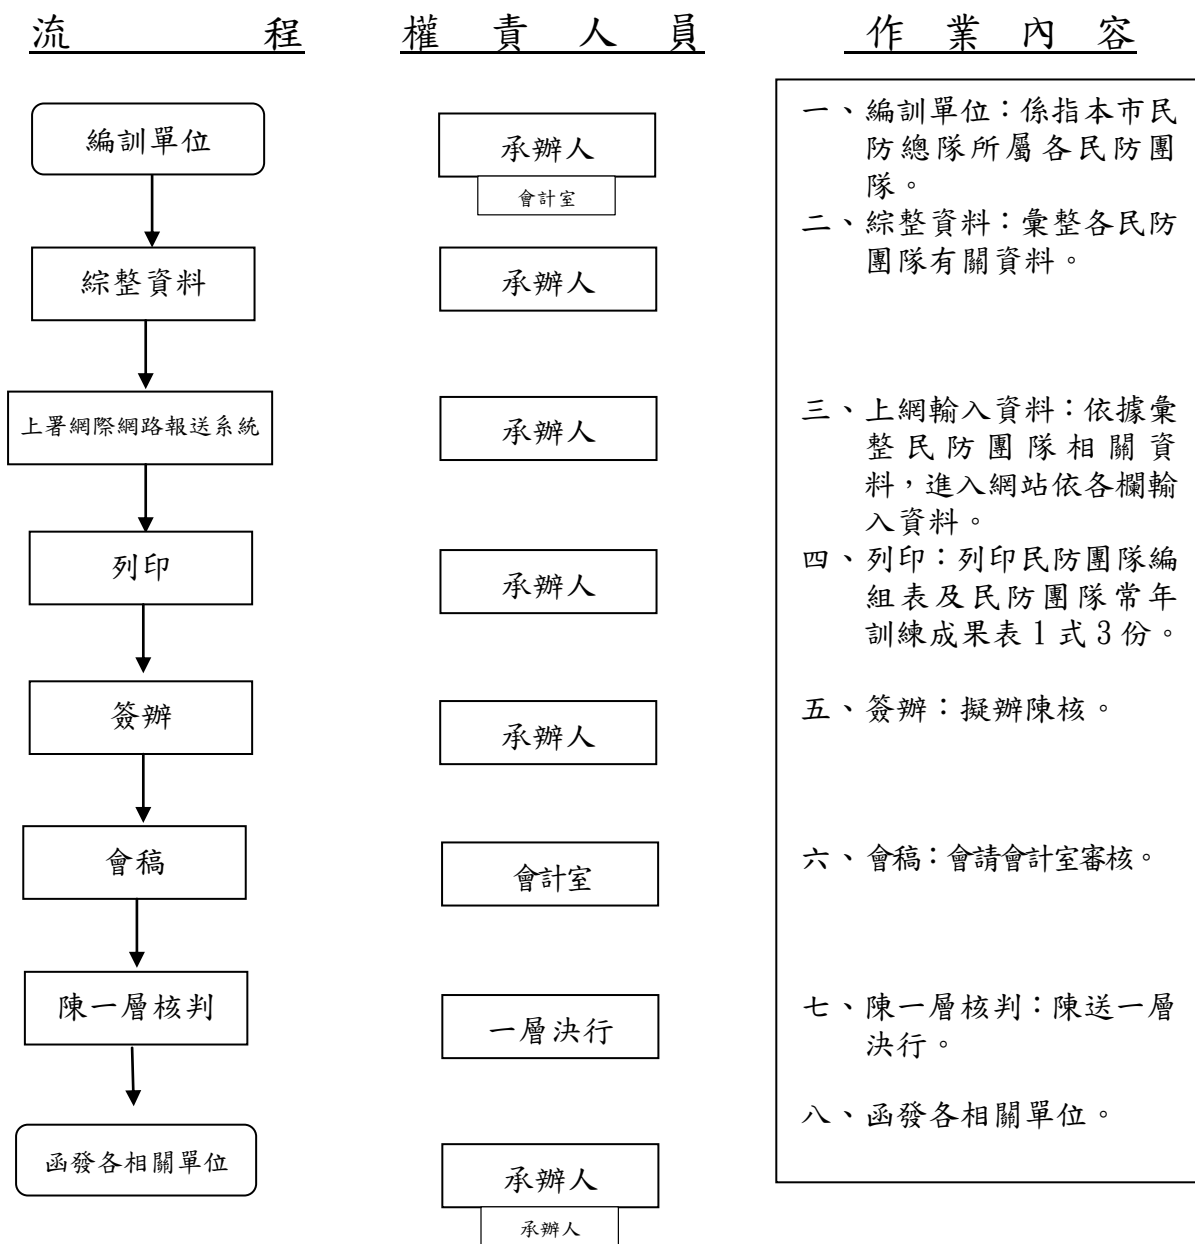 流程
權責人員
作業內容
編訓單位
綜整資料
上署網際網路報送系統
列印
簽辦
會稿
陳一層核判
函發各相關單位
承辦人
會計室
承辦人
承辦人
承辦人
承辦人
會計室
一層決行
承辦人
承辦人
一、編訓單位：係指本市民
防總隊所屬各民防團
隊。
二、綜整資料：彙整各民防
團隊有關資料。
三、上網輸入資料：依據彙
整民防團隊相關資
料，進入網站依各欄輸
入資料。
四、列印：列印民防團隊編
組表及民防團隊常年
訓練成果表1式3份。
五、簽辦：擬辦陳核。
六、會稿：會請會計室審核。
七、陳一層核判：陳送一層
決行。
八、函發各相關單位。